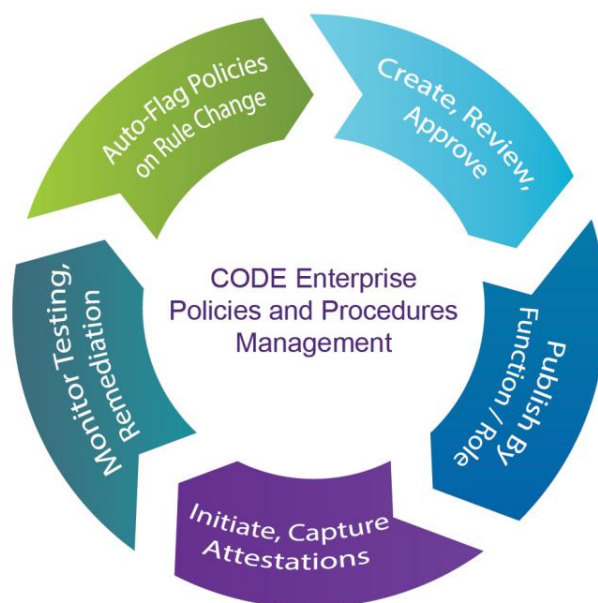 Auto-Flag Policies
on Rule Change
Create, Review,
Approve
CODE Enterprise
Policies and Procedures
Management
Publish By
Function / Role
Initiate, Capture
Attestations
Monitor Testing,
Remediation